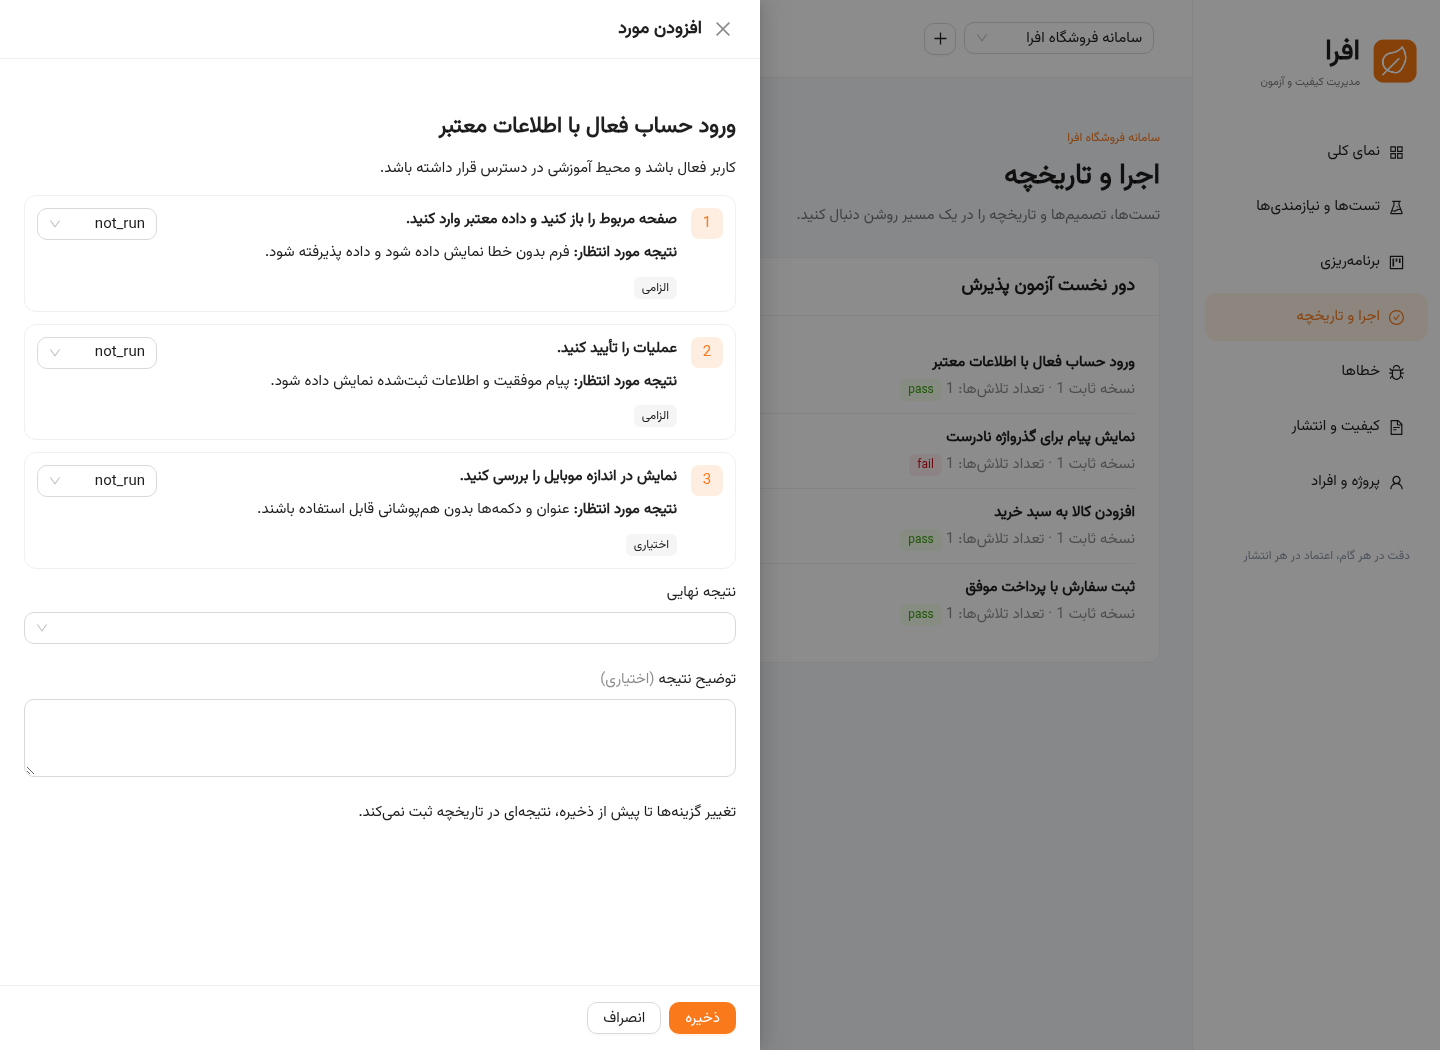 افرا
مدیریت کیفیت و آزمون
نمای کلی
تست‌ها و نیازمندی‌ها
برنامه‌ریزی
اجرا و تاریخچه
خطاها
کیفیت و انتشار
پروژه و افراد
دقت در هر گام، اعتماد در هر انتشار
سامانه فروشگاه افرا
سامانه فروشگاه افرا
اجرا و تاریخچه
تست‌ها، تصمیم‌ها و تاریخچه را در یک مسیر روشن دنبال کنید.
دور نخست آزمون پذیرش
ورود حساب فعال با اطلاعات معتبر
نسخه ثابت 1 · تعداد تلاش‌ها: 1 pass
نمایش پیام برای گذرواژه نادرست
نسخه ثابت 1 · تعداد تلاش‌ها: 1 fail
افزودن کالا به سبد خرید
نسخه ثابت 1 · تعداد تلاش‌ها: 1 pass
ثبت سفارش با پرداخت موفق
نسخه ثابت 1 · تعداد تلاش‌ها: 1 pass
افزودن مورد
ورود حساب فعال با اطلاعات معتبر
کاربر فعال باشد و محیط آموزشی در دسترس قرار داشته باشد.
1 صفحه مربوط را باز کنید و داده معتبر وارد کنید. not_run
نتیجه مورد انتظار: فرم بدون خطا نمایش داده شود و داده پذیرفته شود.
الزامی
2 عملیات را تأیید کنید. not_run
نتیجه مورد انتظار: پیام موفقیت و اطلاعات ثبت‌شده نمایش داده شود.
الزامی
3 نمایش در اندازه موبایل را بررسی کنید. not_run
نتیجه مورد انتظار: عنوان و دکمه‌ها بدون هم‌پوشانی قابل استفاده باشند.
اختیاری
نتیجه نهایی
توضیح نتیجه (اختیاری)
تغییر گزینه‌ها تا پیش از ذخیره، نتیجه‌ای در تاریخچه ثبت نمی‌کند.
ذخیره
انصراف